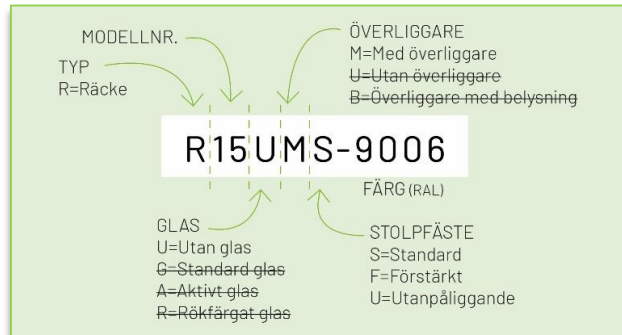 MODELLNR.
TYP
R=Räcke
ÖVERLIGGARE
M=Med överliggare
U=Utan överliggare
B=Överliggare med belysning
R15UMS-9006
FÄRG (RAL)
GLAS
U=Utan glas
G=Standard glas
A=Aktivt glas
R=Rökfärgat glas
STOLPFÄSTE
S=Standard
F=Förstärkt
U=Utanpåliggande